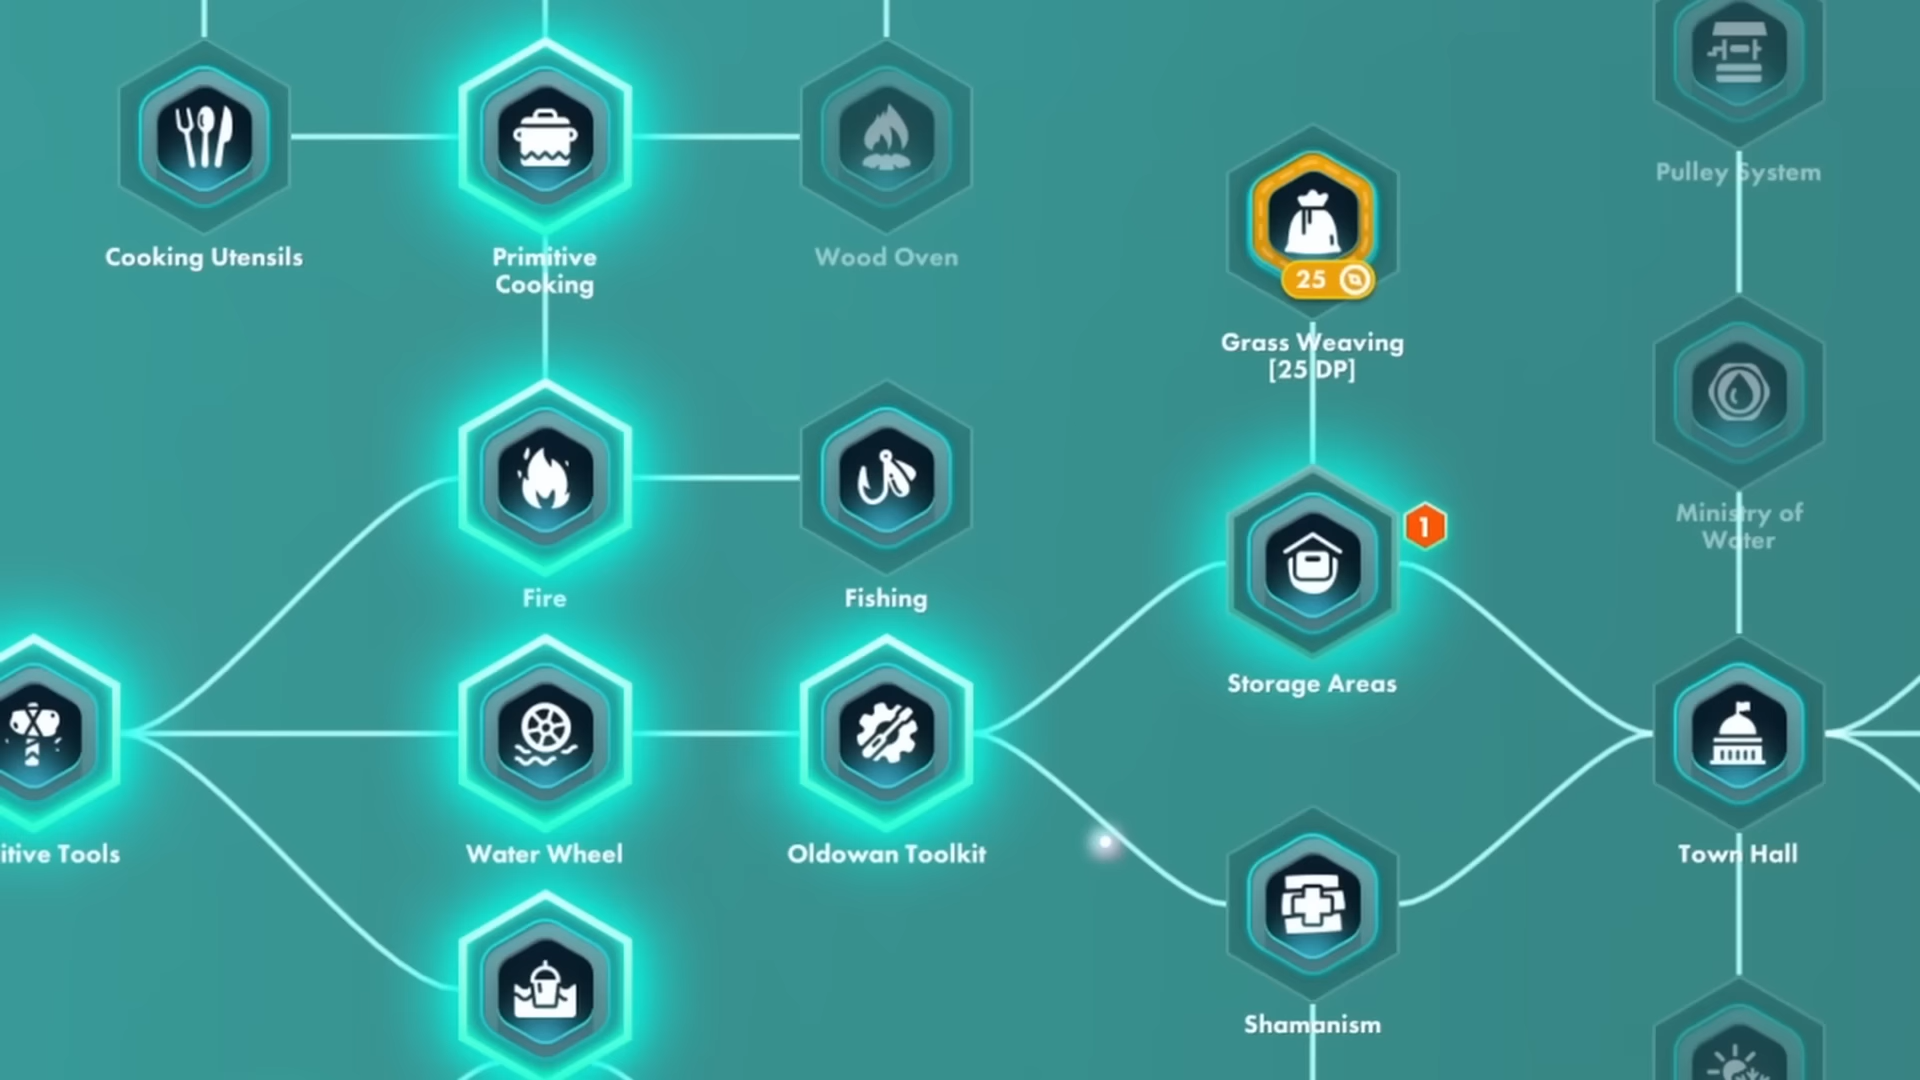 Cooking Utensils
Primitive
Cooking
Wood Oven
Pulley System
25
Grass Weaving
[25 DP]
1
Ministry of
Water
Fire
Fishing
Storage Areas
itive Tools
Water Wheel
Oldowan Toolkit
Town Hall
Shamanism